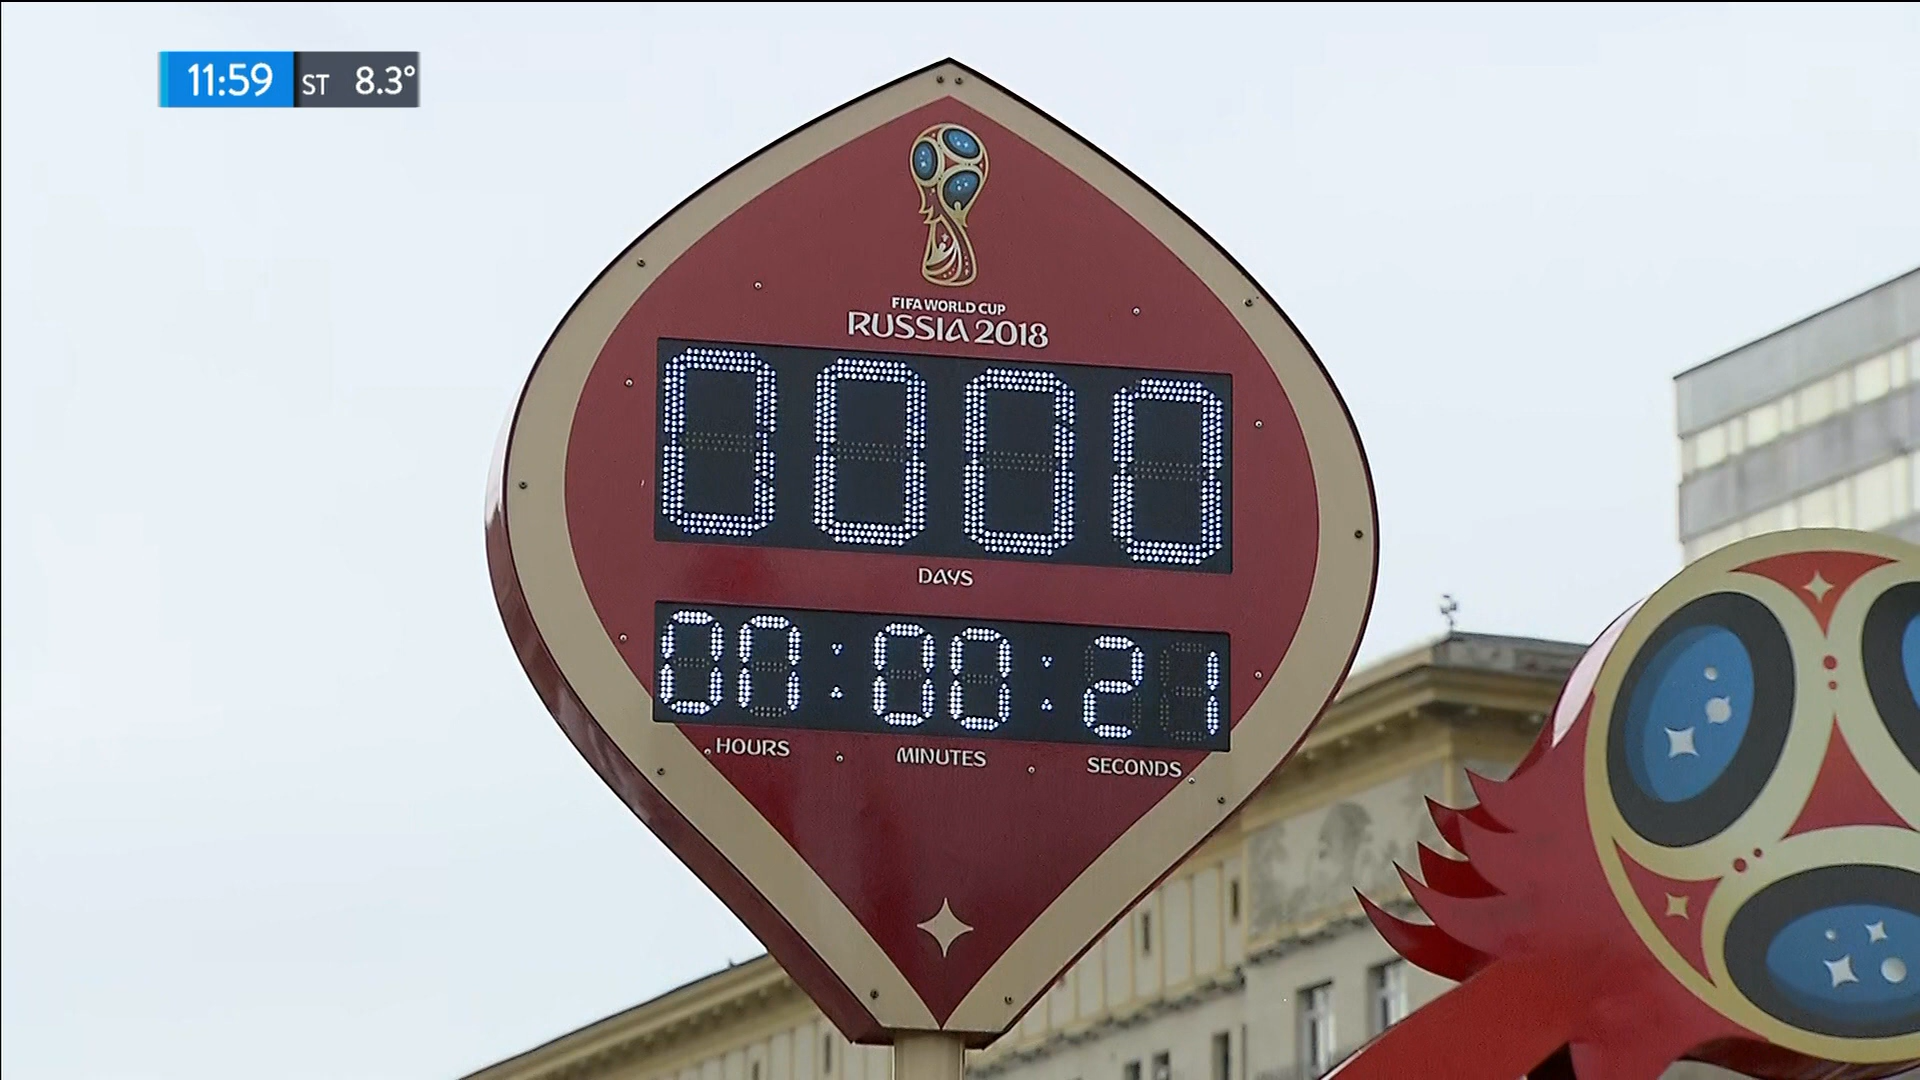 11:59 ST 8.3°
FIFA WORLD CUP
RUSSIA 2018
0000
DAYS
00:00:21
HOURS MINUTES SECONDS